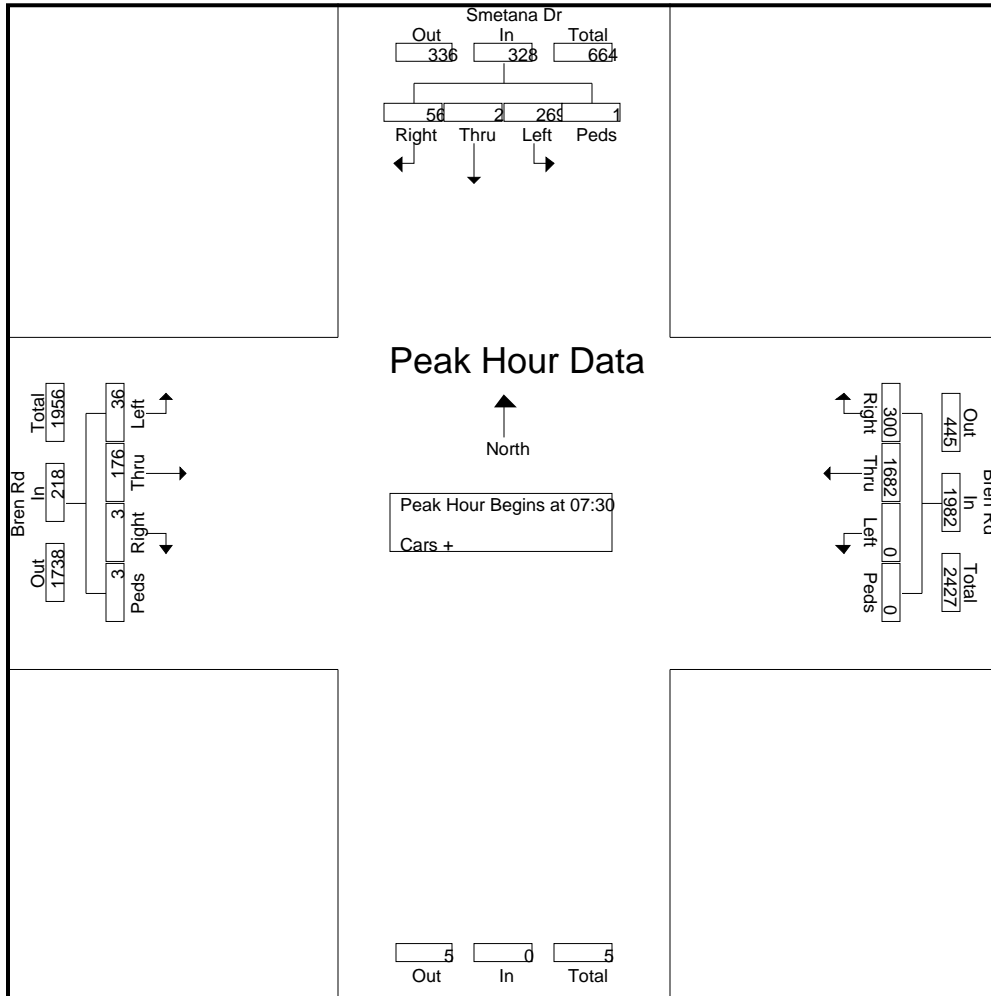 Smetana Dr
Out In Total
336 328 664
56 2 269 1
Right Thru Left Peds
Peak Hour Data
North
Peak Hour Begins at 07:30
Cars +
Bren Rd
Total In Out
1956 218 1738
36 176 3 3
Left Thru Right Peds
Bren Rd
Out In Total
445 1982 2427
Right Thru Left Peds
300 1682 0 0
5 0 5
Out In Total